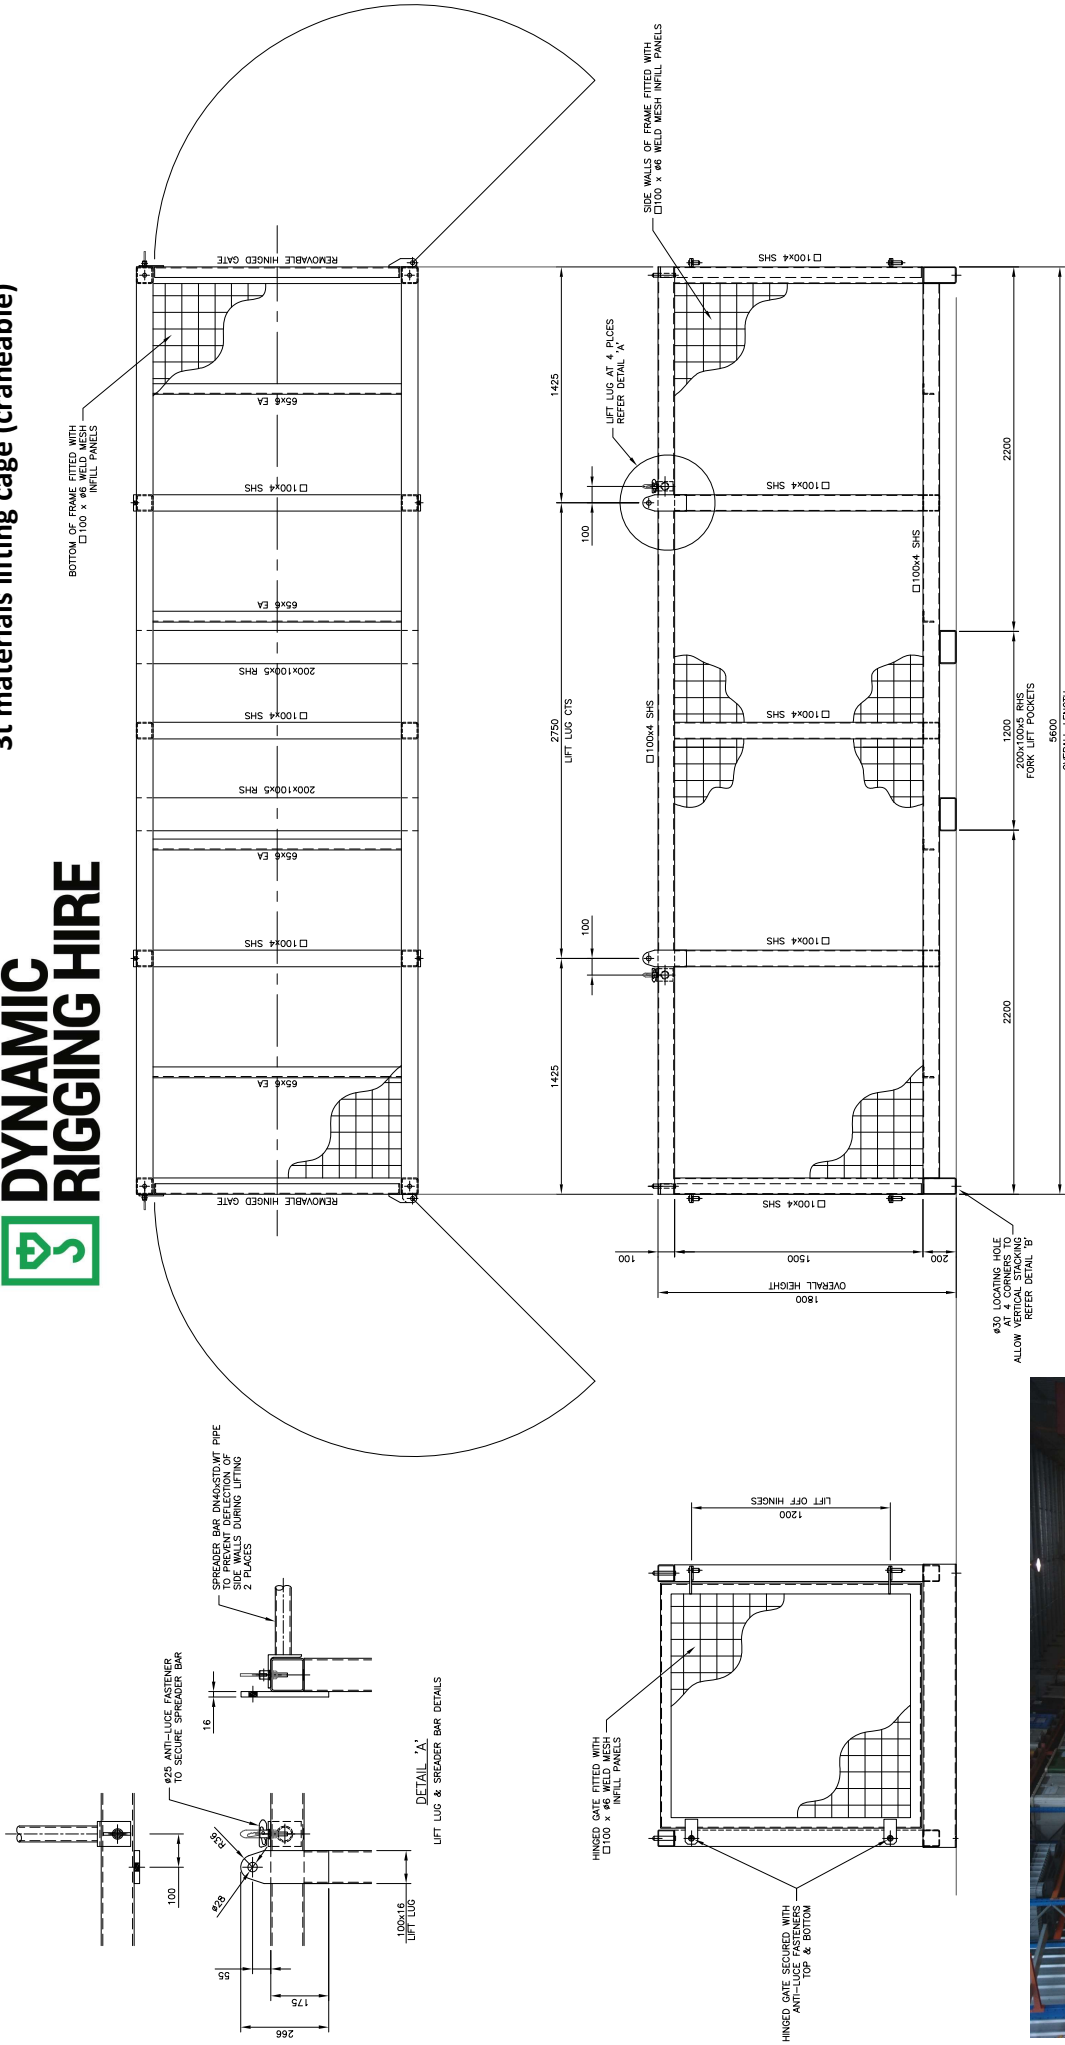 DYNAMIC
RIGGING HIRE
3t materials lifting cage (craneable)
BOTTOM OF FRAME FITTED WITH
□100 x ø6 WELD MESH
INFILL PANELS
REMOVABLE HINGED GATE
65x6 EA
□100x4 SHS
65x6 EA
200x100x5 RHS
□100x4 SHS
200x100x5 RHS
65x6 EA
□100x4 SHS
65x6 EA
REMOVABLE HINGED GATE
1425
2750
LIFT LUG CTS
1425
100
100
LIFT LUG AT 4 PLCES
REFER DETAIL 'A'
SIDE WALLS OF FRAME FITTED WITH
□100 x ø6 WELD MESH INFILL PANELS
□100x4 SHS
□100x4 SHS
□100x4 SHS
□100x4 SHS
□100x4 SHS
□100x4 SHS
□100x4 SHS
100
1500
200
1800
OVERALL HEIGHT
2200
1200
200x100x5 RHS
FORK LIFT POCKETS
2200
5600
OVERALL LENGTH
ø30 LOCATING HOLE
AT 4 CORNERS TO
ALLOW VERTICAL STACKING
REFER DETAIL 'B'
SPREADER BAR DN40xSTD.WT PIPE
TO PREVENT DEFLECTION OF
SIDE WALLS DURING LIFTING
2 PLACES
ø25 ANTI-LUCE FASTENER
TO SECURE SPREADER BAR
16
100
R36
ø28
55
175
266
100x16
LIFT LUG
DETAIL 'A'
LIFT LUG & SREADER BAR DETAILS
HINGED GATE FITTED WITH
□100 x ø6 WELD MESH
INFILL PANELS
1200
LIFT OFF HINGES
HINGED GATE SECURED WITH
ANTI-LUCE FASTENERS
TOP & BOTTOM